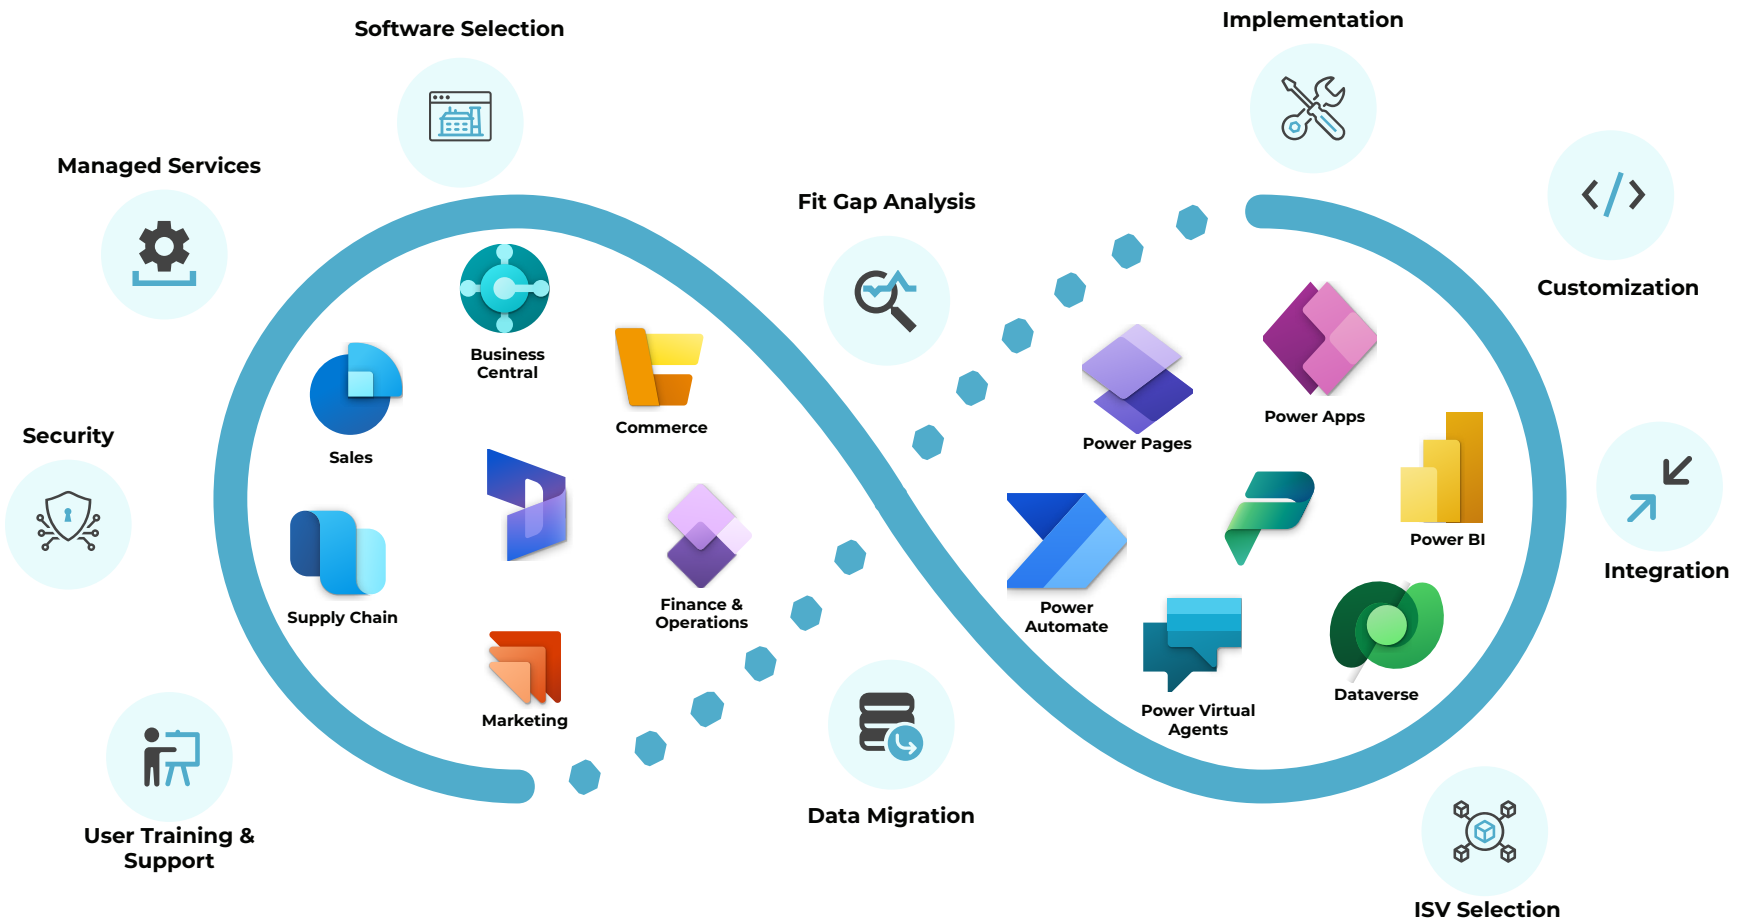 Software Selection
Implementation
Managed Services
Fit Gap Analysis
Customization
Business
Central
Commerce
Sales
Security
Supply Chain
Finance &
Operations
Marketing
Power Pages
Power Apps
Power BI
Power
Automate
Power Virtual
Agents
Dataverse
Integration
User Training &
Support
Data Migration
ISV Selection